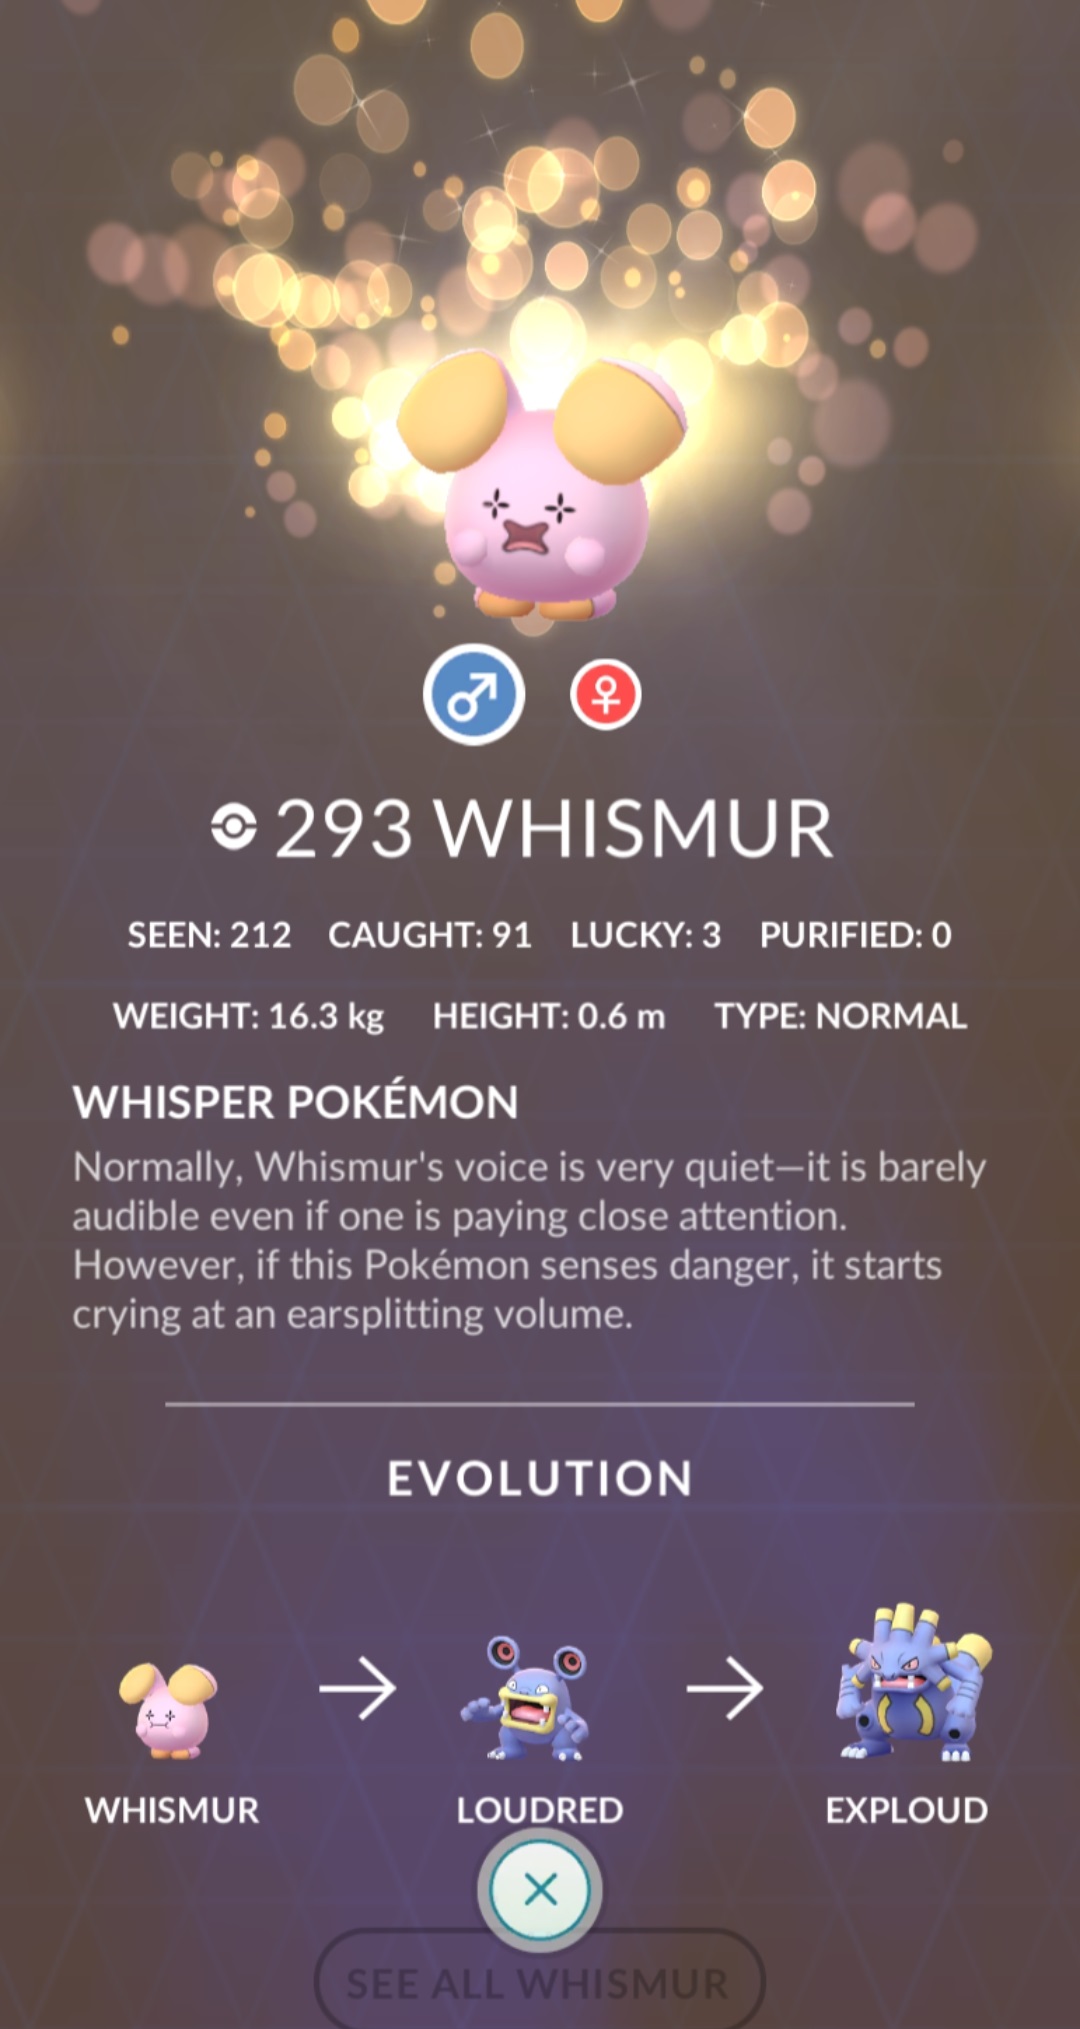 293 WHISMUR
SEEN: 212 CAUGHT: 91 LUCKY: 3 PURIFIED: 0
WEIGHT: 16.3 kg HEIGHT: 0.6 m TYPE: NORMAL
WHISPER POKÉMON
Normally, Whismur's voice is very quiet—it is barely
audible even if one is paying close attention.
However, if this Pokémon senses danger, it starts
crying at an earsplitting volume.
EVOLUTION
WHISMUR LOUDRED EXPLOUD
SEE ALL WHISMUR